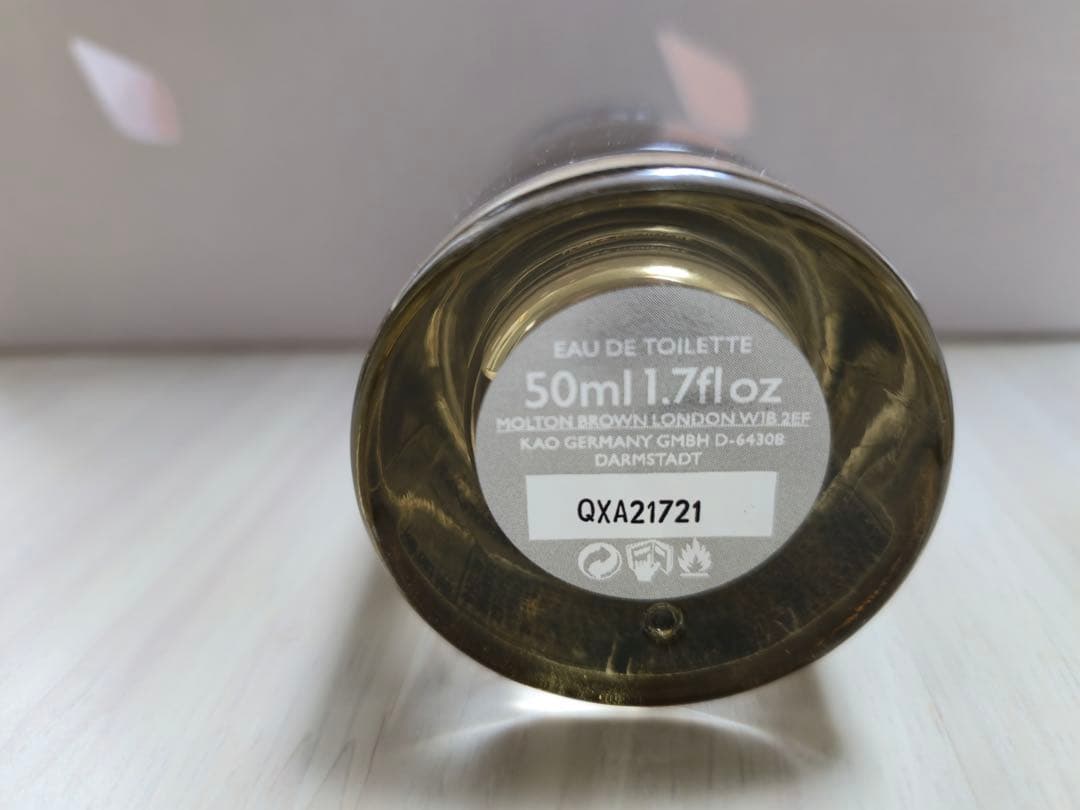 EAU DE TOILETTE
50ml 1.7fl oz
MOLTON BROWN LONDON W1B 2EF
KAO GERMANY GMBH D-64308
DARMSTADT
QXA21721